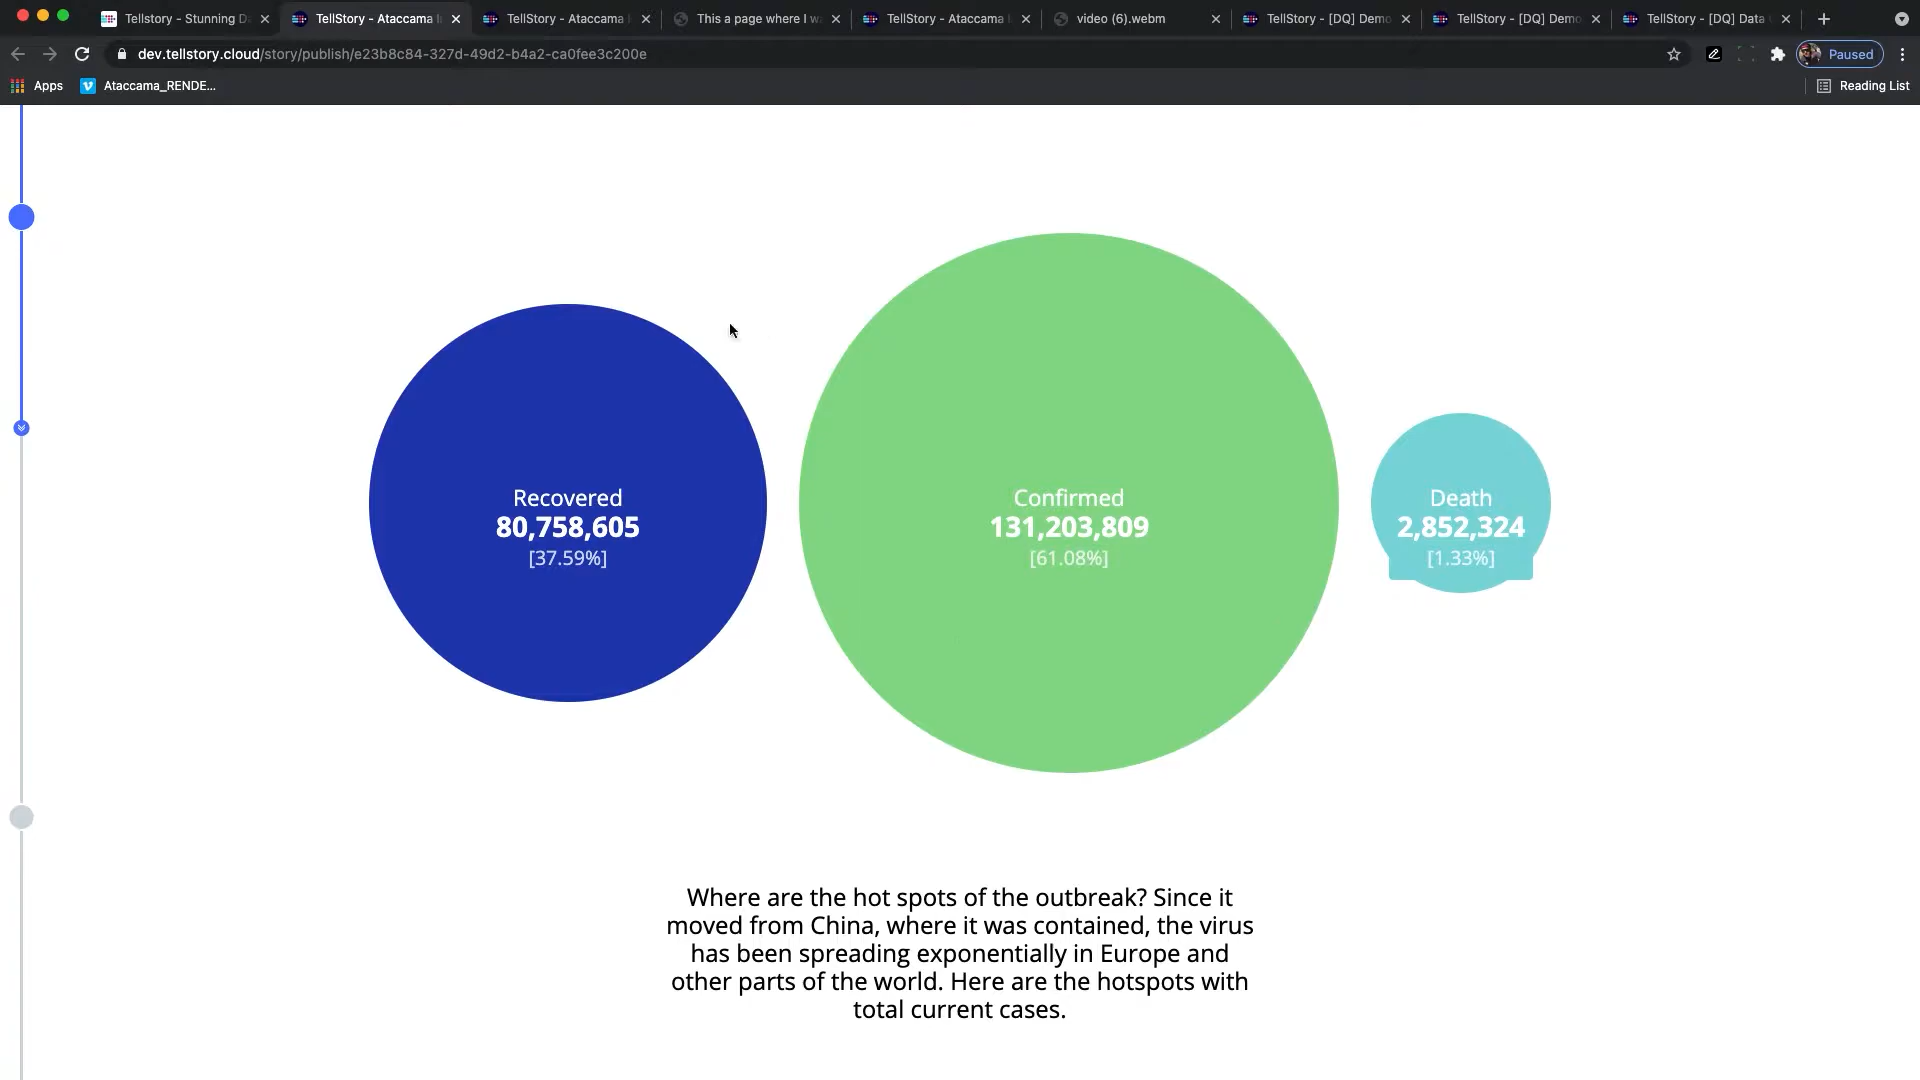 Tellstory - Stunning D
TellStory - Ataccama I
TellStory - Ataccama
This a page where I w
TellStory - Ataccama
video (6).webm
TellStory - [DQ] Demo
TellStory - [DQ] Demo
TellStory - [DQ] Data
dev.tellstory.cloud/story/publish/e23b8c84-327d-49d2-b4a2-ca0fee3c200e
Paused
Apps
Ataccama_RENDE...
Reading List
Recovered
80,758,605
[37.59%]
Confirmed
131,203,809
[61.08%]
Death
2,852,324
[1.33%]
Where are the hot spots of the outbreak? Since it
moved from China, where it was contained, the virus
has been spreading exponentially in Europe and
other parts of the world. Here are the hotspots with
total current cases.